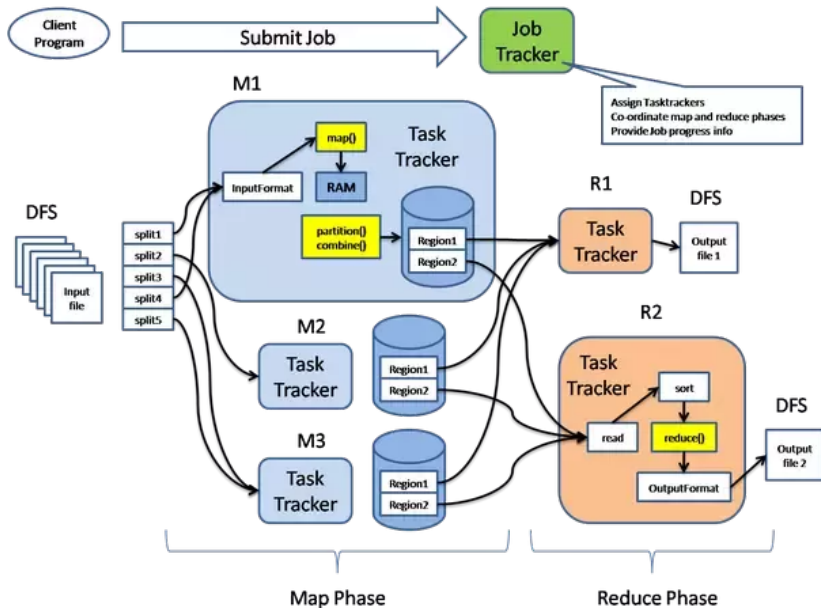 Client
Program
Submit Job
Job
Tracker
Assign Tasktrackers
Co-ordinate map and reduce phases
Provide Job progress info
M1
map()
Task
Tracker
InputFormat
RAM
partition()
combine()
Region1
Region2
DFS
Input
file
split1
split2
split3
split4
split5
R1
Task
Tracker
DFS
Output
file 1
M2
Task
Tracker
Region1
Region2
M3
Task
Tracker
Region1
Region2
R2
Task
Tracker
sort
read
reduce()
OutputFormat
DFS
Output
file 2
Map Phase
Reduce Phase